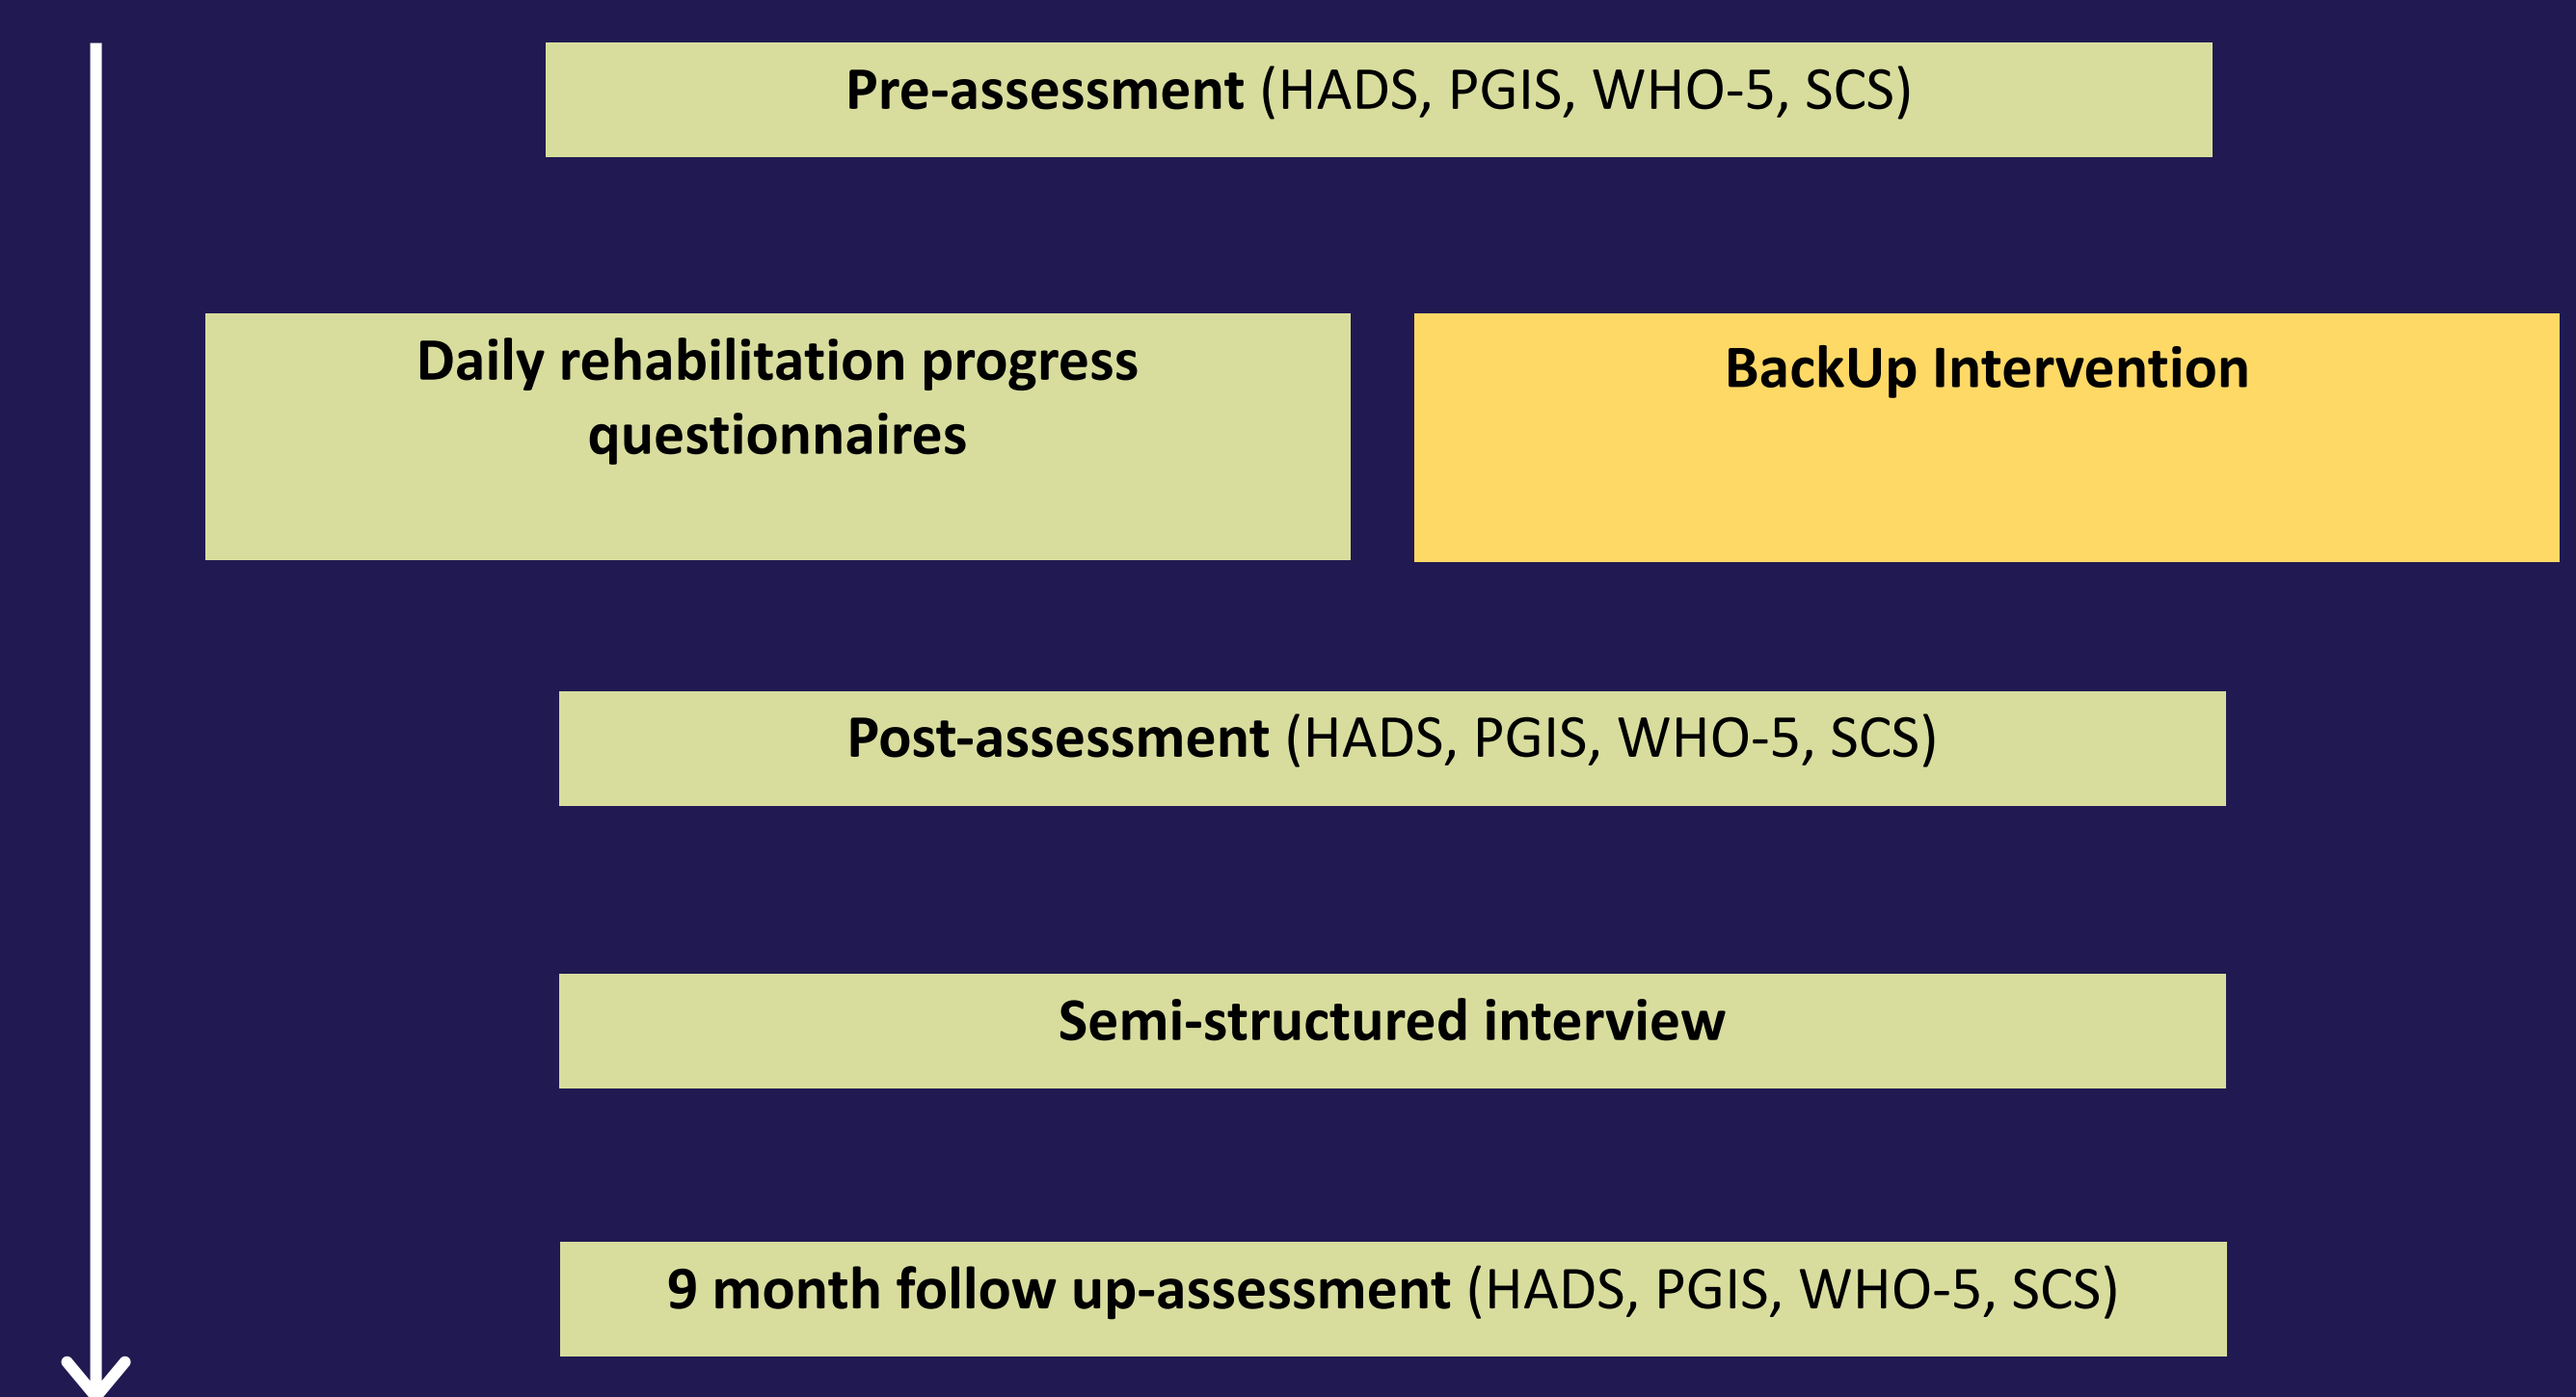 Pre-assessment (HADS, PGIS, WHO-5, SCS)
Daily rehabilitation progress
questionnaires
BackUp Intervention
Post-assessment (HADS, PGIS, WHO-5, SCS)
Semi-structured interview
9 month follow up-assessment (HADS, PGIS, WHO-5, SCS)